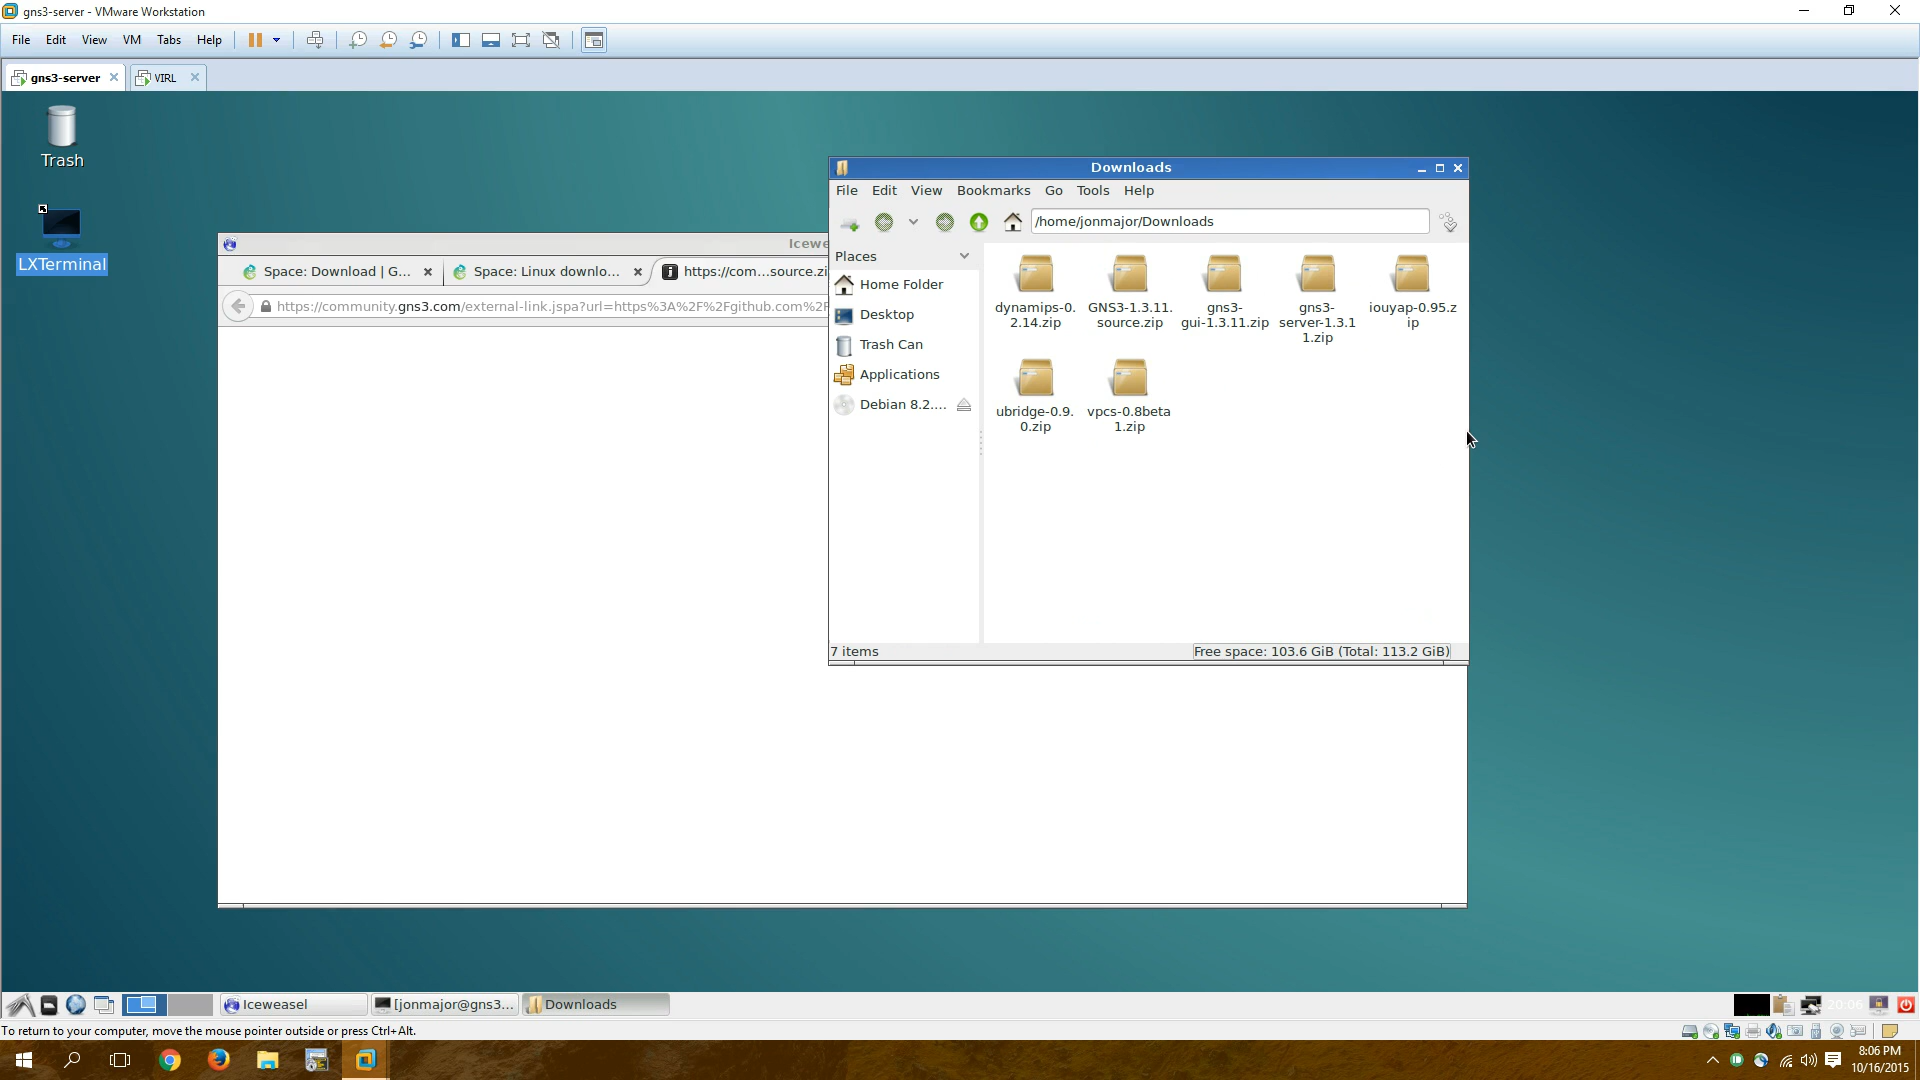 gns3-server - VMware Workstation
File Edit View VM Tabs Help
gns3-server VIRL
Trash
LXTerminal
Icewe
Space: Download | G... Space: Linux downlo... https://com...source.zi
https://community.gns3.com/external-link.jspa?url=https%3A%2F%2Fgithub.com%2F
Downloads
File Edit View Bookmarks Go Tools Help
/home/jonmajor/Downloads
Places
Home Folder
Desktop
Trash Can
Applications
Debian 8.2....
dynamips-0.
2.14.zip
GNS3-1.3.11.
source.zip
gns3-
gui-1.3.11.zip
gns3-
server-1.3.1
1.zip
iouyap-0.95.z
ip
ubridge-0.9.
0.zip
vpcs-0.8beta
1.zip
7 items
Free space: 103.6 GiB (Total: 113.2 GiB)
Iceweasel [jonmajor@gns3... Downloads
20:06
To return to your computer, move the mouse pointer outside or press Ctrl+Alt.
8:06 PM
10/16/2015